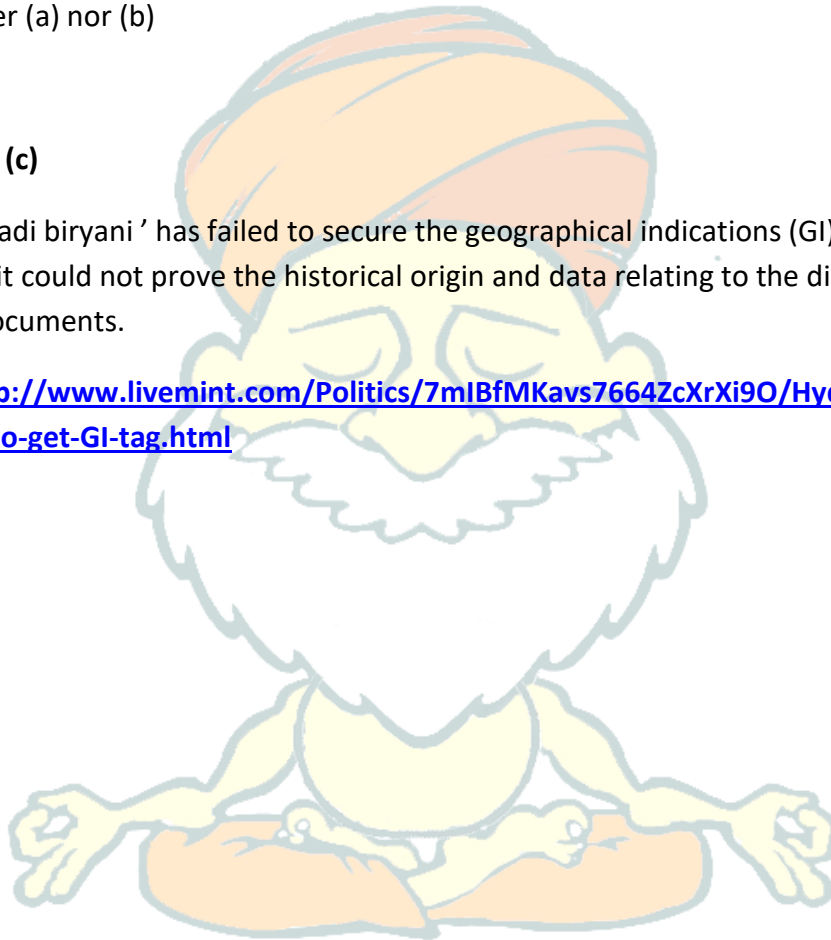 er (a) nor (b)
(c)
adi biryani ’ has failed to secure the geographical indications (GI)
it could not prove the historical origin and data relating to the di
ocuments.
p://www.livemint.com/Politics/7mIBfMKavs7664ZcXrXi9O/Hyd
o-get-GI-tag.html